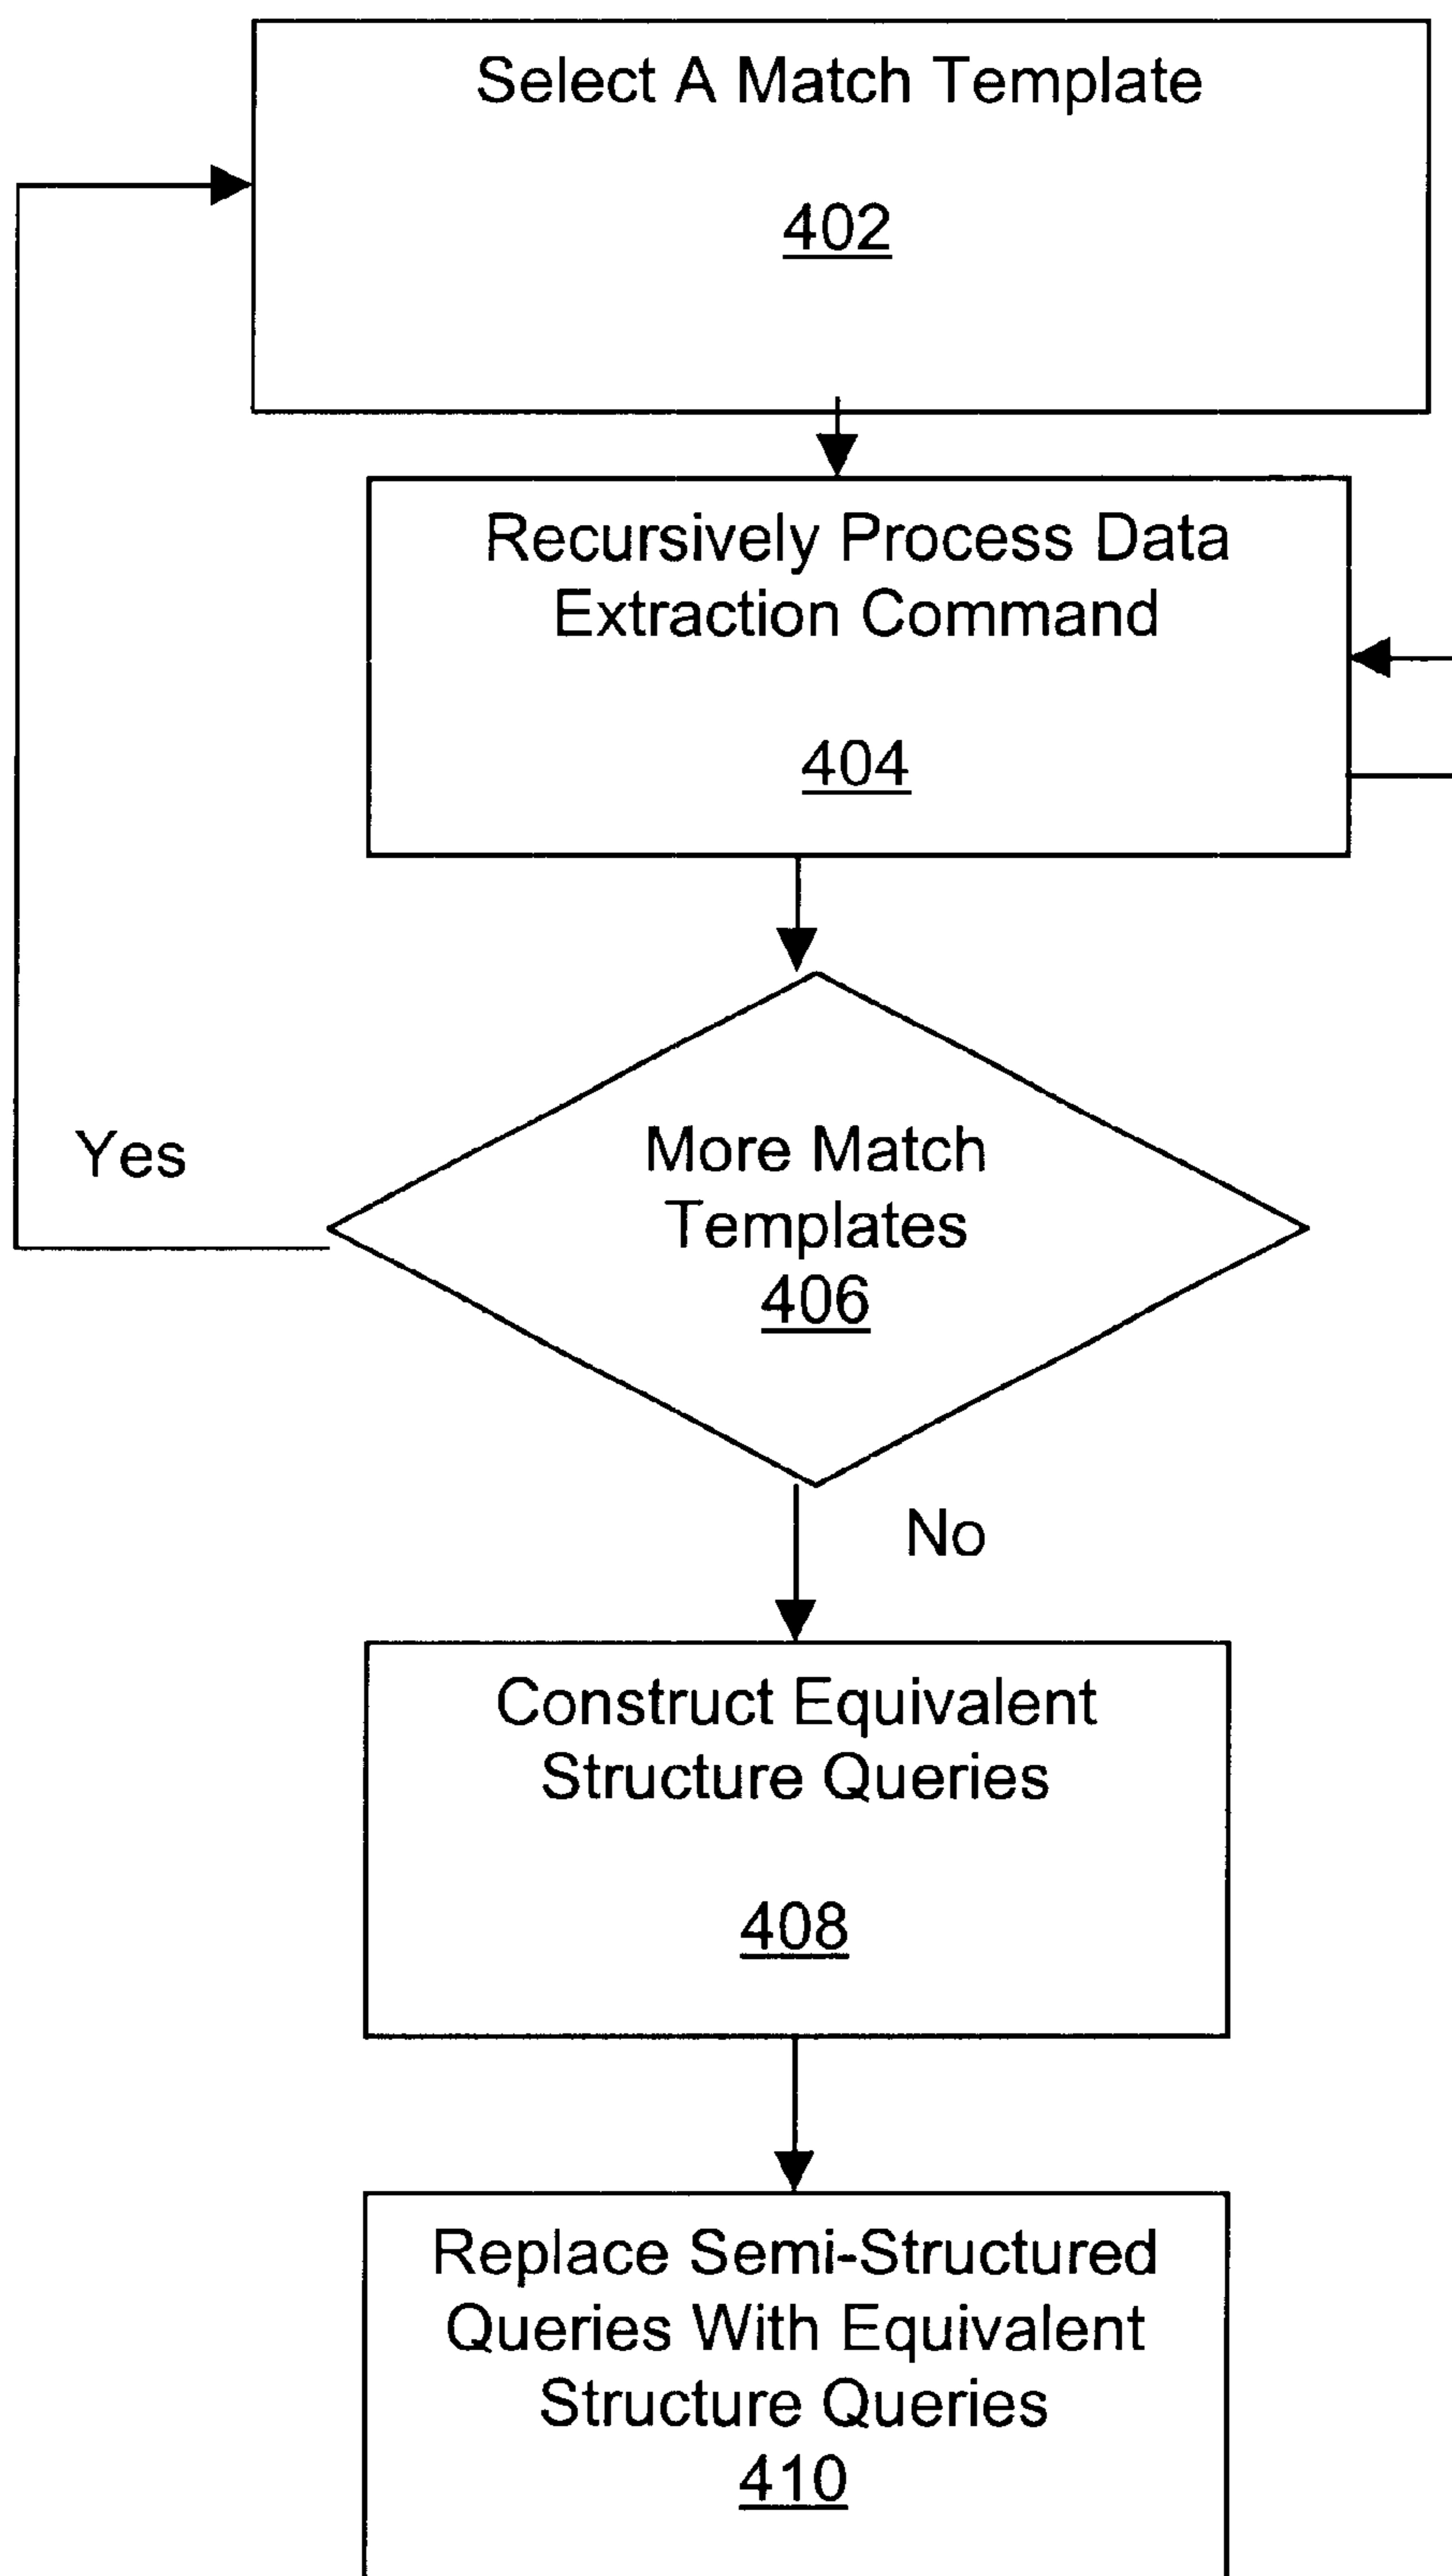 Select A Match Template
402
Recursively Process Data
Extraction Command
404
More Match
Templates
406
Yes
No
Construct Equivalent
Structure Queries
408
Replace Semi-Structured
Queries With Equivalent
Structure Queries
410